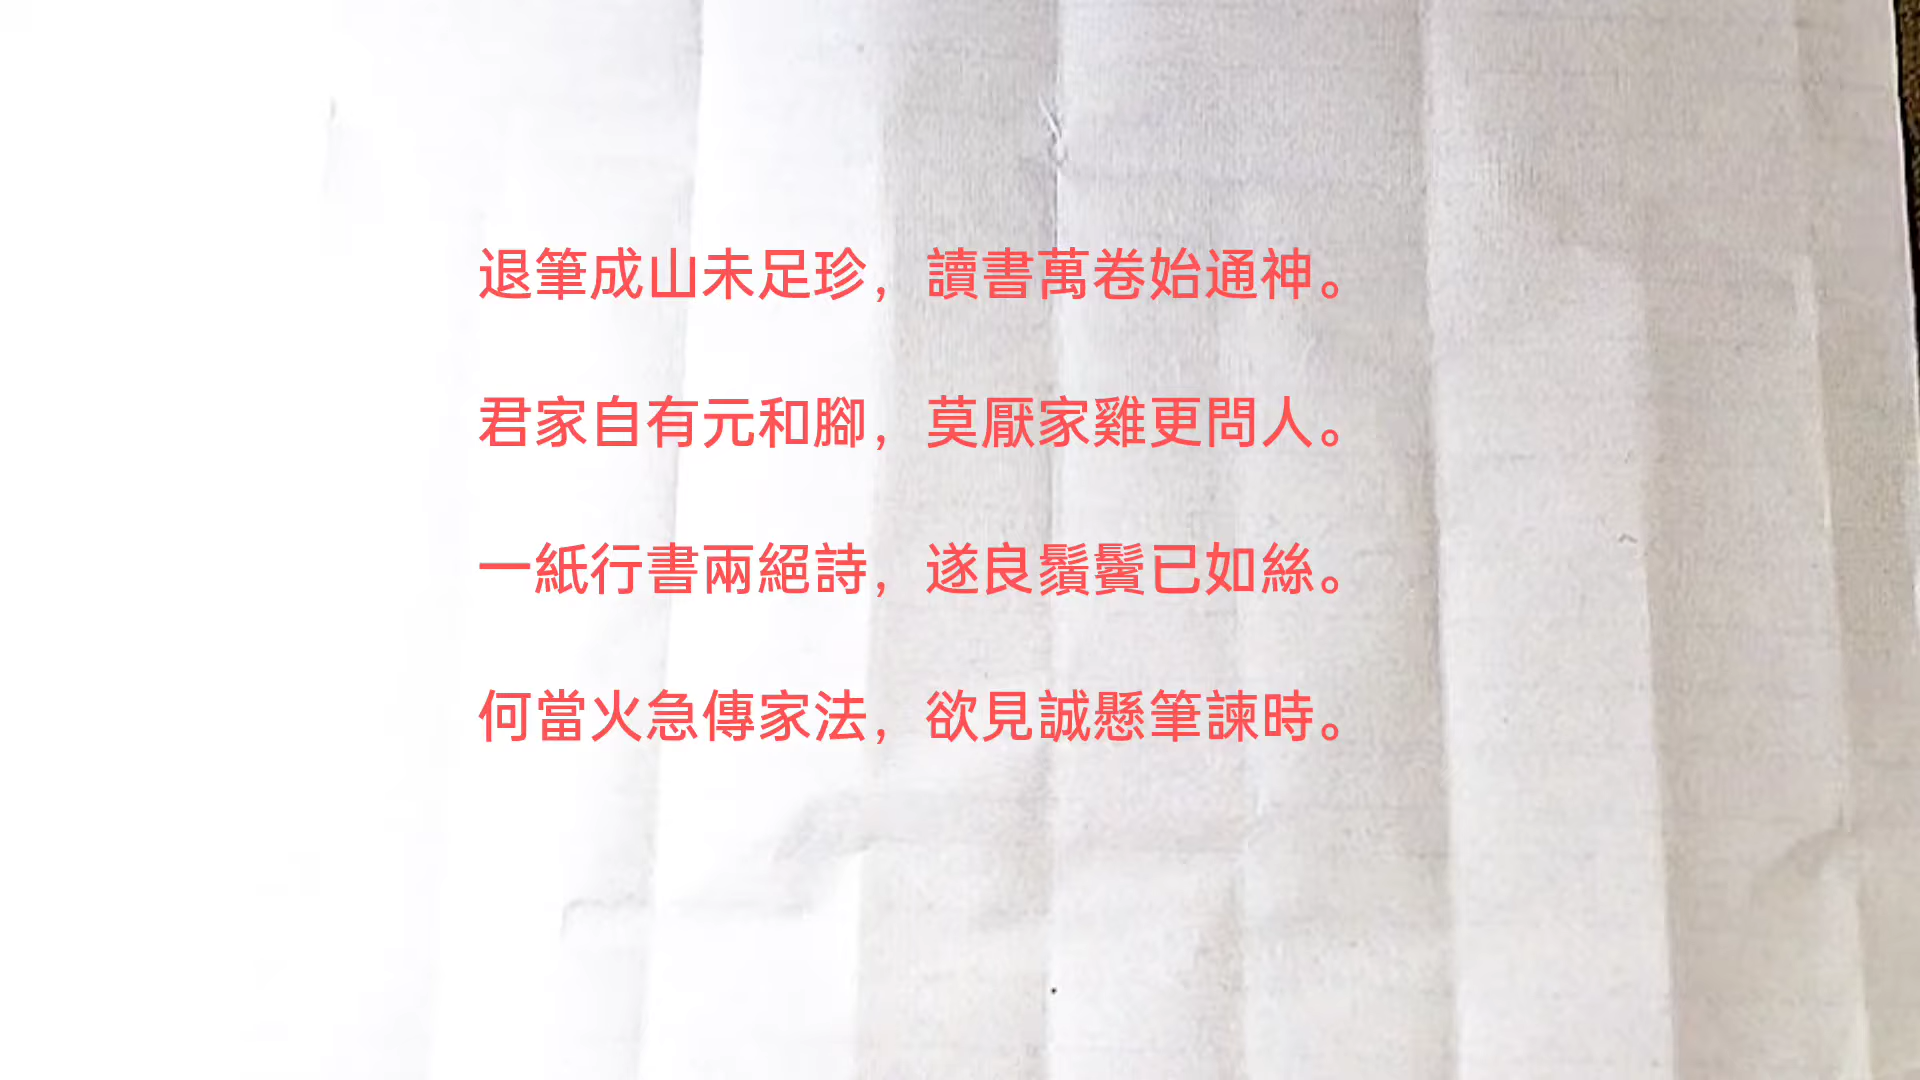 退筆成山未足珍，讀書萬卷始通神。
君家自有元和腳，莫厭家雞更問人。
一紙行書兩絕詩，遂良鬚鬢已如絲。
何當火急傳家法，欲見誠懸筆諫時。